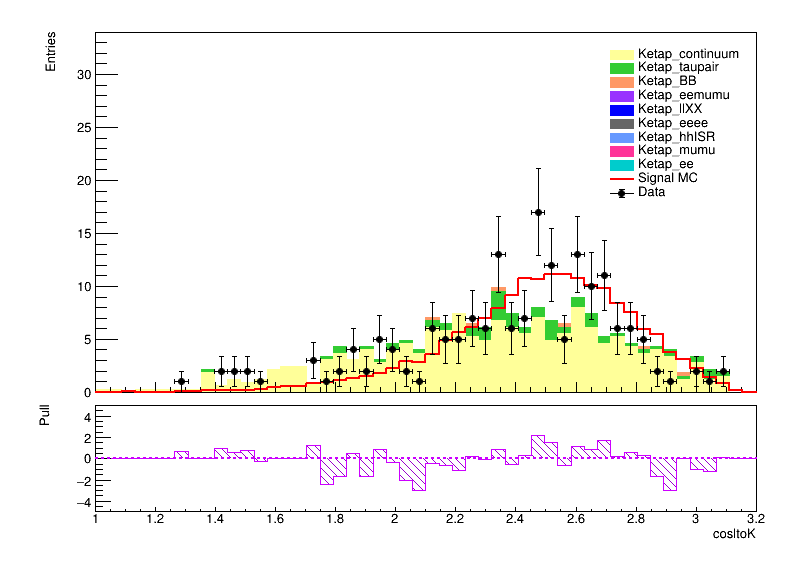 Entries
30
25
20
15
10
5
0
Ketap_continuum
Ketap_taupair
Ketap_BB
Ketap_eemumu
Ketap_llXX
Ketap_eeee
Ketap_hhISR
Ketap_mumu
Ketap_ee
Signal MC
Data
Pull
4
2
0
−2
−4
1 1.2 1.4 1.6 1.8 2 2.2 2.4 2.6 2.8 3 3.2
cosItoK